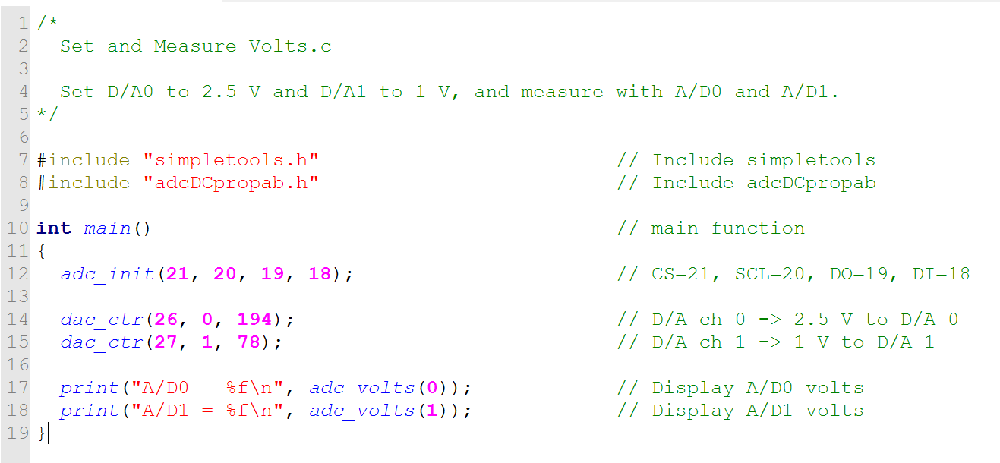 1 /*
2   Set and Measure Volts.c
3
4   Set D/A0 to 2.5 V and D/A1 to 1 V, and measure with A/D0 and A/D1.
5 */
6
7 #include "simpletools.h"                         // Include simpletools
8 #include "adcDCpropab.h"                         // Include adcDCpropab
9
10 int main()                                       // main function
11 {
12   adc_init(21, 20, 19, 18);                      // CS=21, SCL=20, DO=19, DI=18
13
14   dac_ctr(26, 0, 194);                           // D/A ch 0 -> 2.5 V to D/A 0
15   dac_ctr(27, 1, 78);                            // D/A ch 1 -> 1 V to D/A 1
16
17   print("A/D0 = %f\n", adc_volts(0));            // Display A/D0 volts
18   print("A/D1 = %f\n", adc_volts(1));            // Display A/D1 volts
19 }